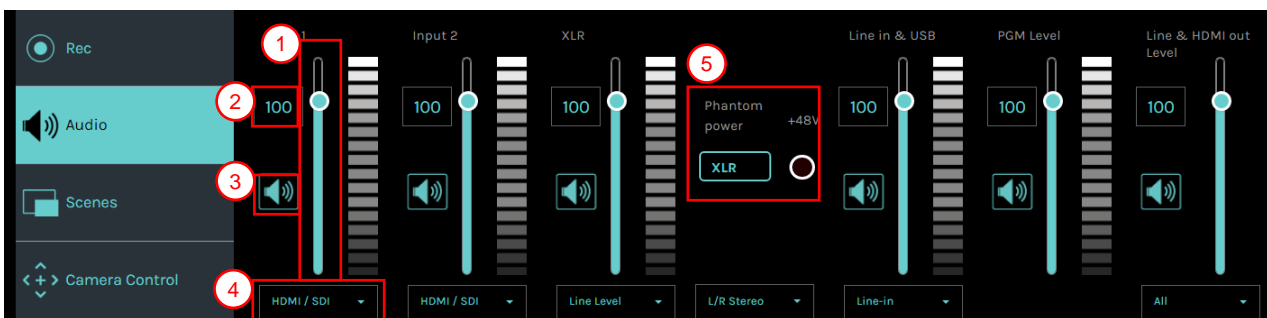 Rec
Audio
Scenes
Camera Control
1
2
3
4
5
1
Input 2
XLR
Line in & USB
PGM Level
Line & HDMI out
Level
100
100
100
Phantom
power
+48V
XLR
100
100
100
HDMI / SDI
HDMI / SDI
Line Level
L/R Stereo
Line-in
All